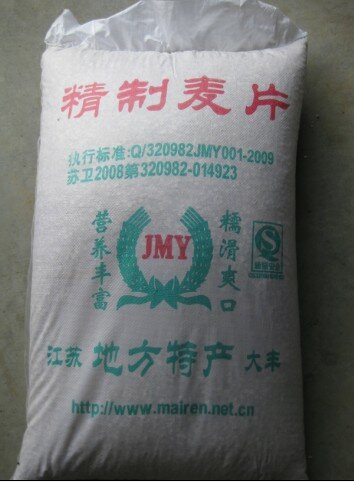 精制麦片
执行标准:Q/320982JMY001-2009
苏卫2008第320982-014923
营养丰富
JMY
糯滑爽口
江苏 地方特产 大丰
http://www.mairen.net.cn